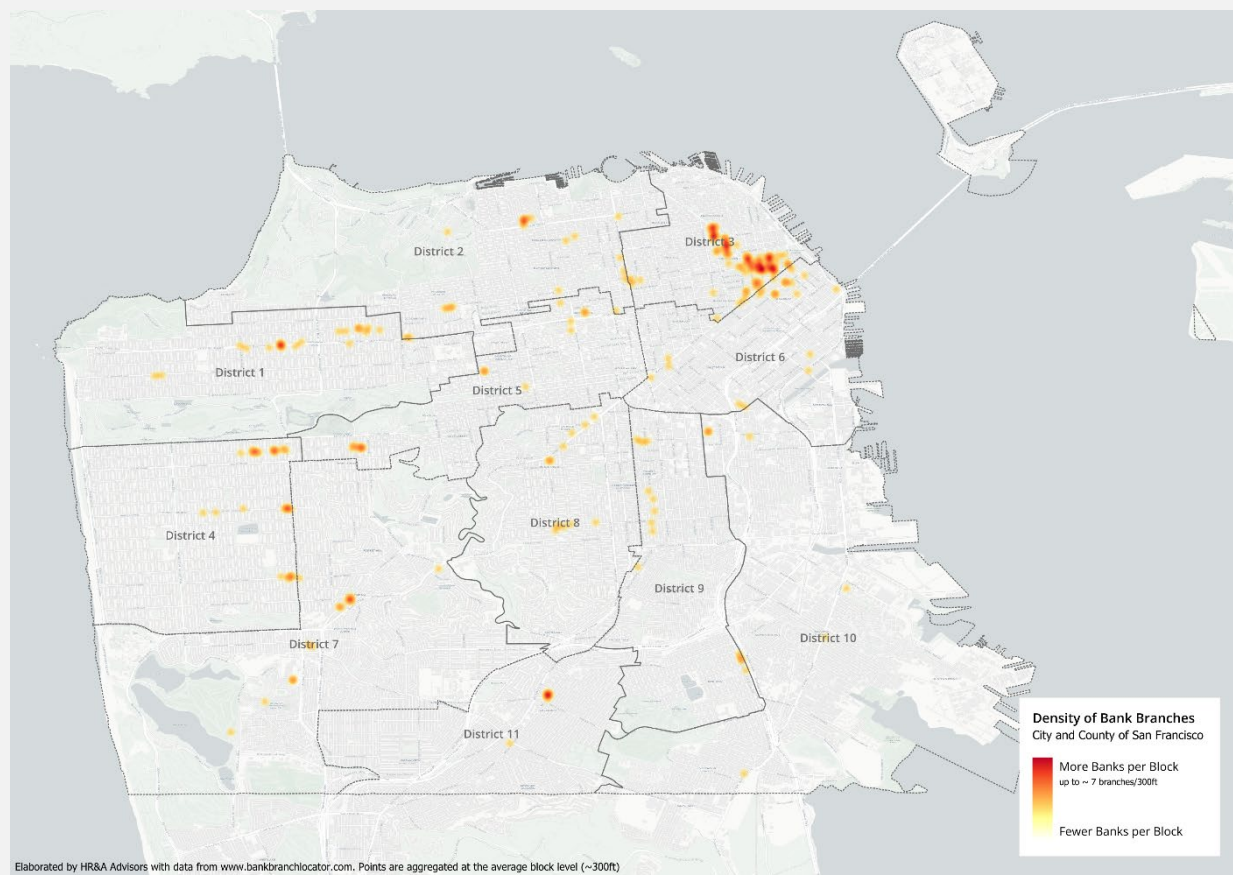 District 3
District 2
District 6
District 1
District 5
District 8
District 4
District 9
District 10
District 7
District 11
Density of Bank Branches
City and County of San Francisco
More Banks per Block
up to ~ 7 branches/300ft
Fewer Banks per Block
Elaborated by HR&A Advisors with data from www.bankbranchlocator.com. Points are aggregated at the average block level (~300ft)